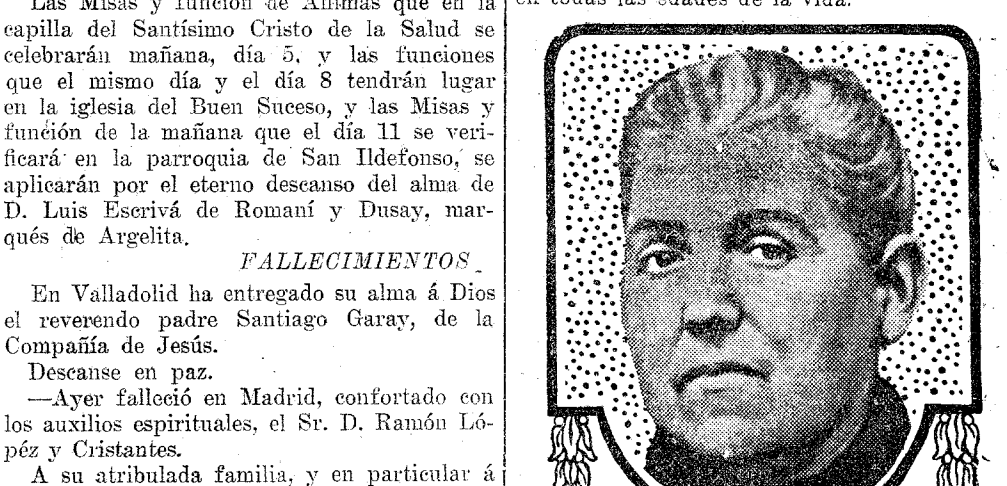 Las Misas y función de Animas que en la
capilla del Santísimo Cristo de la Salud se
celebrarán mañana, día 5, y las funciones
que el mismo día y el día 8 tendrán lugar
en la iglesia del Buen Suceso, y las Misas y
función de la mañana que el día 11 se veri-
ficará en la parroquia de San Ildefonso, se
aplicarán por el eterno descanso del alma de
D. Luis Escrivá de Romaní y Dusay, mar-
qués de Argelita.
FALLECIMIENTOS
En Valladolid ha entregado su alma á Dios
el reverendo padre Santiago Garay, de la
Compañía de Jesús.
Descanse en paz.
—Ayer falleció en Madrid, confortado con
los auxilios espirituales, el Sr. D. Ramón Ló-
péz y Cristantes.
A su atribulada familia, y en particular á
en todas las edades de la vida.